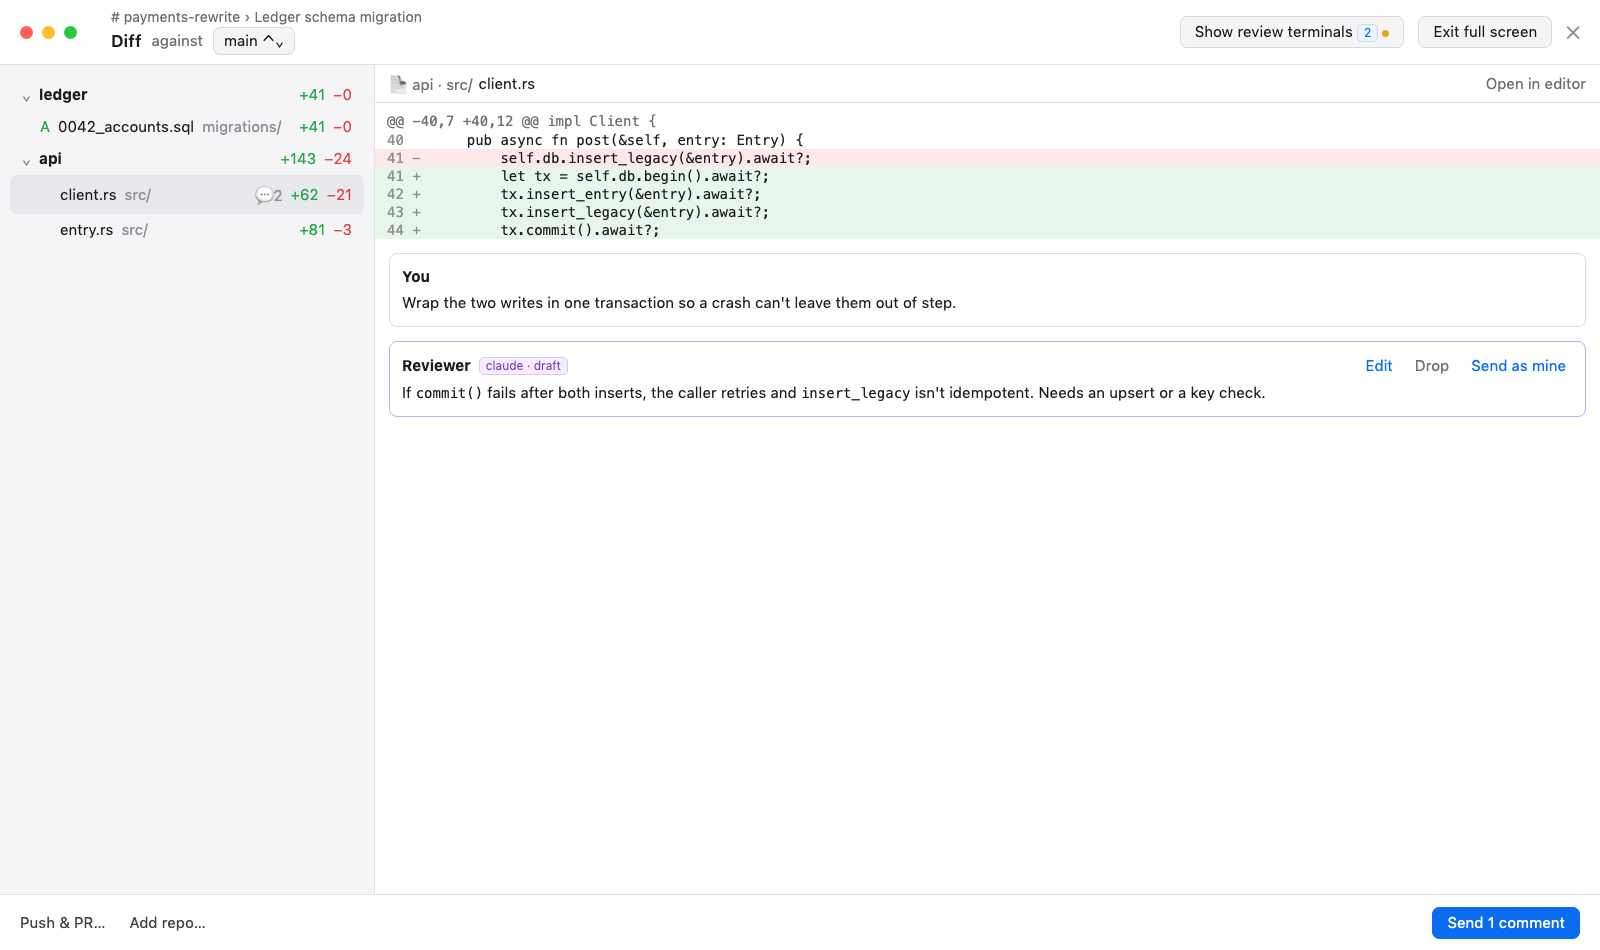 # payments-rewrite › Ledger schema migration
Diff against main
Show review terminals 2
Exit full screen
ledger +41 −0
A 0042_accounts.sql migrations/ +41 −0
api +143 −24
client.rs src/ 2 +62 −21
entry.rs src/ +81 −3
api · src/ client.rs
Open in editor
@@ −40,7 +40,12 @@ impl Client {
40 pub async fn post(&self, entry: Entry) {
41 − self.db.insert_legacy(&entry).await?;
41 + let tx = self.db.begin().await?;
42 + tx.insert_entry(&entry).await?;
43 + tx.insert_legacy(&entry).await?;
44 + tx.commit().await?;
You
Wrap the two writes in one transaction so a crash can't leave them out of step.
Reviewer claude · draft
Edit Drop Send as mine
If commit() fails after both inserts, the caller retries and insert_legacy isn't idempotent. Needs an upsert or a key check.
Push & PR... Add repo...
Send 1 comment